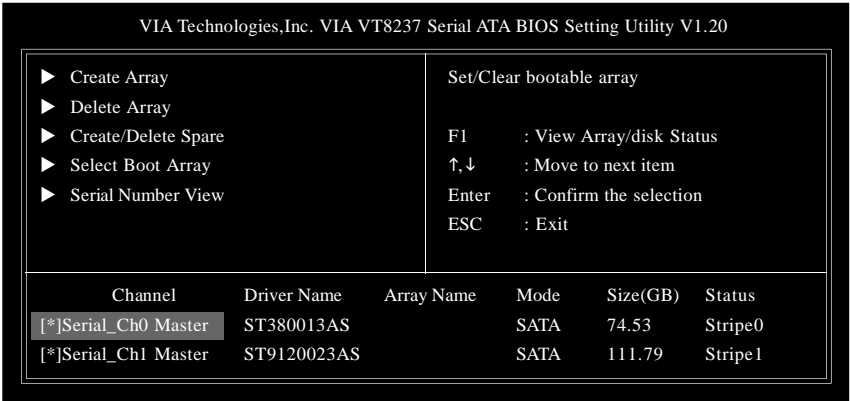 VIA Technologies,Inc. VIA VT8237 Serial ATA BIOS Setting Utility V1.20
▶ Create Array
▶ Delete Array
▶ Create/Delete Spare
▶ Select Boot Array
▶ Serial Number View
Set/Clear bootable array
F1 : View Array/disk Status
↑,↓ : Move to next item
Enter : Confirm the selection
ESC : Exit
Channel Driver Name Array Name Mode Size(GB) Status
[*]Serial_Ch0 Master ST380013AS SATA 74.53 Stripe0
[*]Serial_Ch1 Master ST9120023AS SATA 111.79 Stripe1